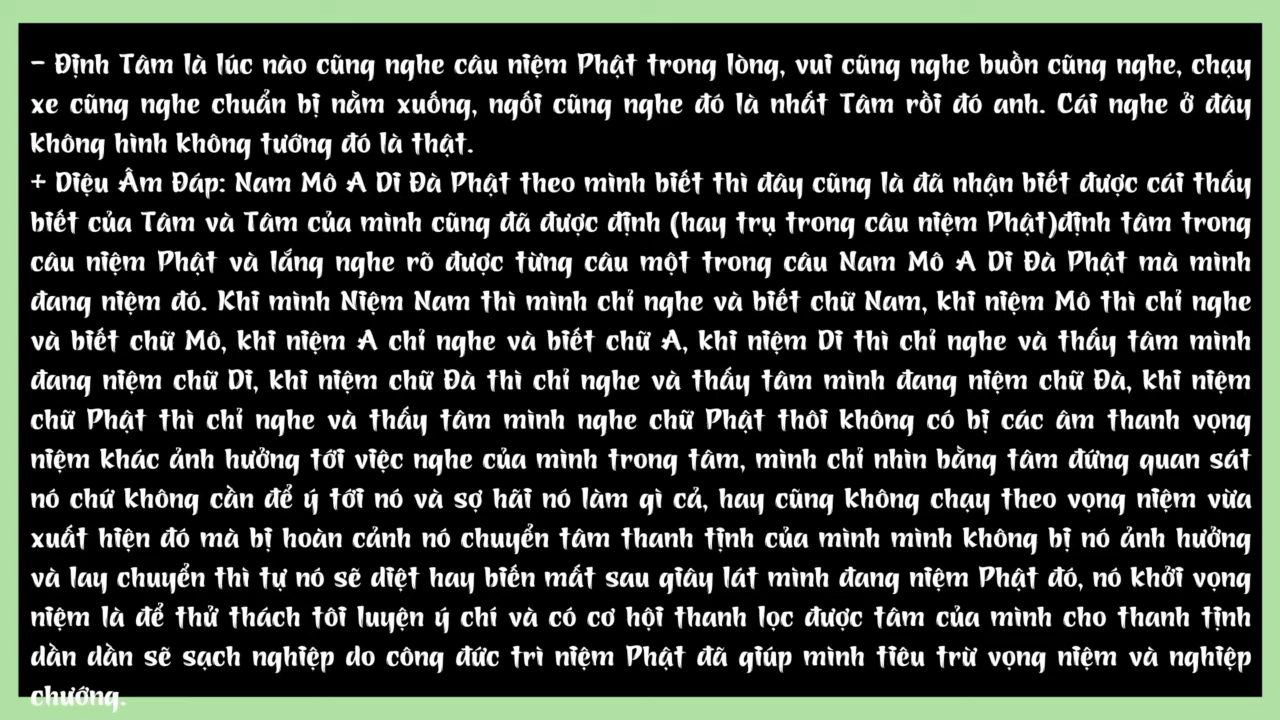 - Định Tâm là lúc nào cũng nghe câu niệm Phật trong lòng, vui cũng nghe buồn cũng nghe, chạy
xe cũng nghe chuẩn bị nằm xuống, ngối cũng nghe đó là nhất Tâm rồi đó anh. Cái nghe ở đây
không hình không tướng đó là thật.
+ Diệu Âm Đáp: Nam Mô A Di Đà Phật theo mình biết thì đây cũng là đã nhận biết được cái thấy
biết của Tâm và Tâm của mình cũng đã được định (hay trụ trong câu niệm Phật)định tâm trong
câu niệm Phật và lắng nghe rõ được từng câu một trong câu Nam Mô A Di Đà Phật mà mình
đang niệm đó. Khi mình Niệm Nam thì mình chỉ nghe và biết chữ Nam, khi niệm Mô thì chỉ nghe
và biết chữ Mô, khi niệm A chỉ nghe và biết chữ A, khi niệm Di thì chỉ nghe và thấy tâm mình
đang niệm chữ Di, khi niệm chữ Đà thì chỉ nghe và thấy tâm mình đang niệm chữ Đà, khi niệm
chữ Phật thì chỉ nghe và thấy tâm mình nghe chữ Phật thôi không có bị các âm thanh vọng
niệm khác ảnh hưởng tới việc nghe của mình trong tâm, mình chỉ nhìn bằng tâm đứng quan sát
nó chứ không cần để ý tới nó và sợ hãi nó làm gì cả, hay cũng không chạy theo vọng niệm vừa
xuất hiện đó mà bị hoàn cảnh nó chuyển tâm thanh tịnh của mình mình không bị nó ảnh hưởng
và lay chuyển thì tự nó sẽ diệt hay biến mất sau giây lát mình đang niệm Phật đó, nó khởi vọng
niệm là để thử thách tôi luyện ý chí và có cơ hội thanh lọc được tâm của mình cho thanh tịnh
dần dần sẽ sạch nghiệp do công đức trì niệm Phật đã giúp mình tiêu trừ vọng niệm và nghiệp
chướng.